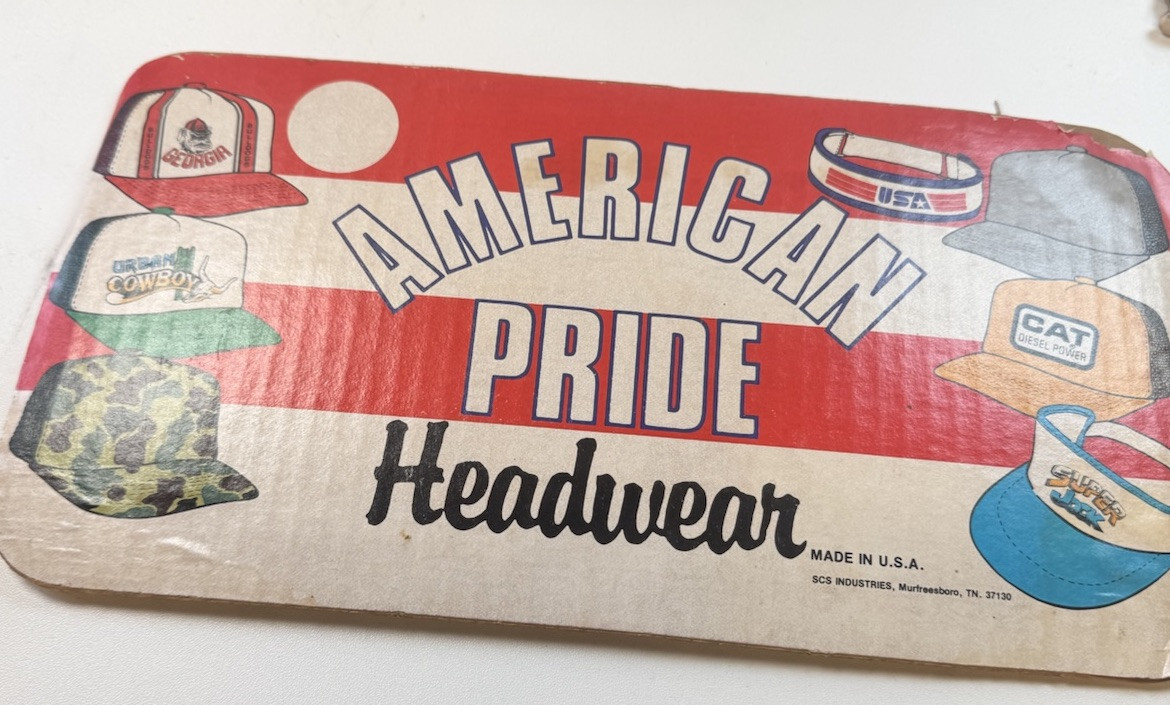 AMERICAN
PRIDE
Headwear
MADE IN U.S.A.
SCS INDUSTRIES, Murfreesboro, TN. 37130
GEORGIA
BULLDOGS
URBAN
COWBOY
USA
CAT
DIESEL POWER
SUPER
Jock